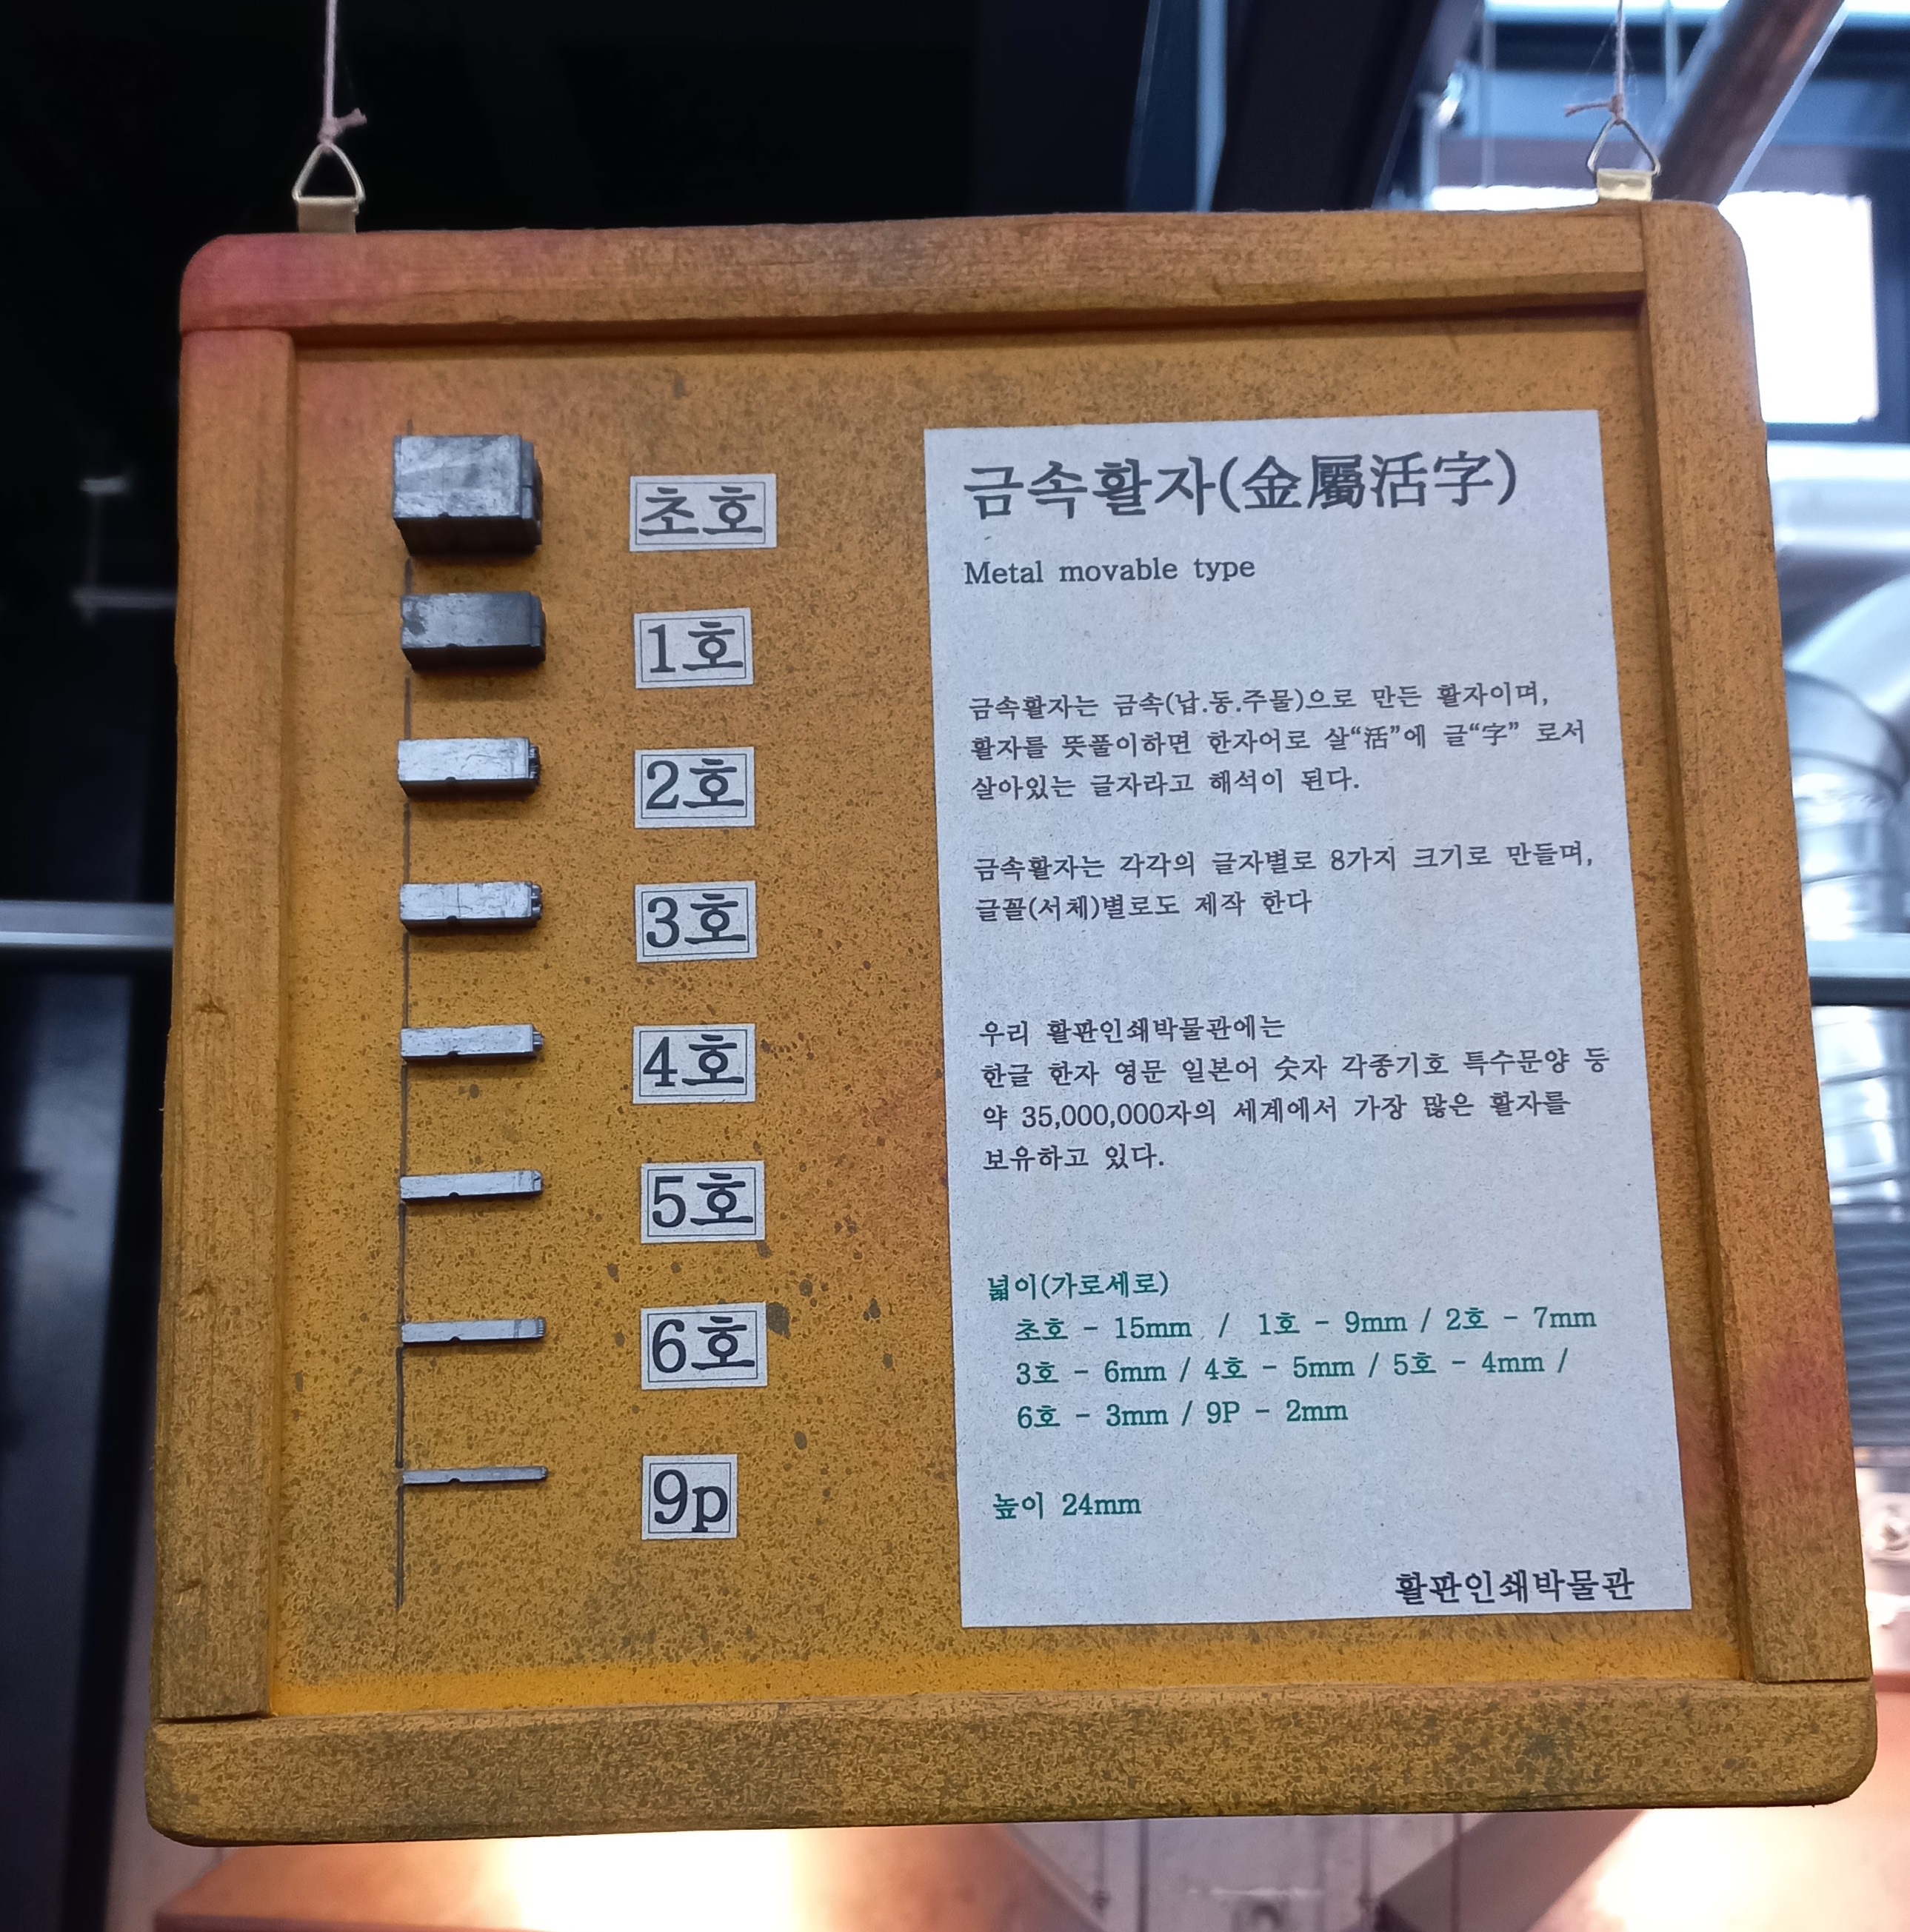 초호
1호
2호
3호
4호
5호
6호
9p
금속활자(金屬活字)
Metal movable type
금속활자는 금속(납.동.주물)으로 만든 활자이며,
활자를 뜻풀이하면 한자어로 살“活”에 글“字” 로서
살아있는 글자라고 해석이 된다.
금속활자는 각각의 글자별로 8가지 크기로 만들며,
글꼴(서체)별로도 제작 한다
우리 활판인쇄박물관에는
한글 한자 영문 일본어 숫자 각종기호 특수문양 등
약 35,000,000자의 세계에서 가장 많은 활자를
보유하고 있다.
넓이(가로세로)
초호 - 15mm / 1호 - 9mm / 2호 - 7mm
3호 - 6mm / 4호 - 5mm / 5호 - 4mm /
6호 - 3mm / 9P - 2mm
높이 24mm
활판인쇄박물관